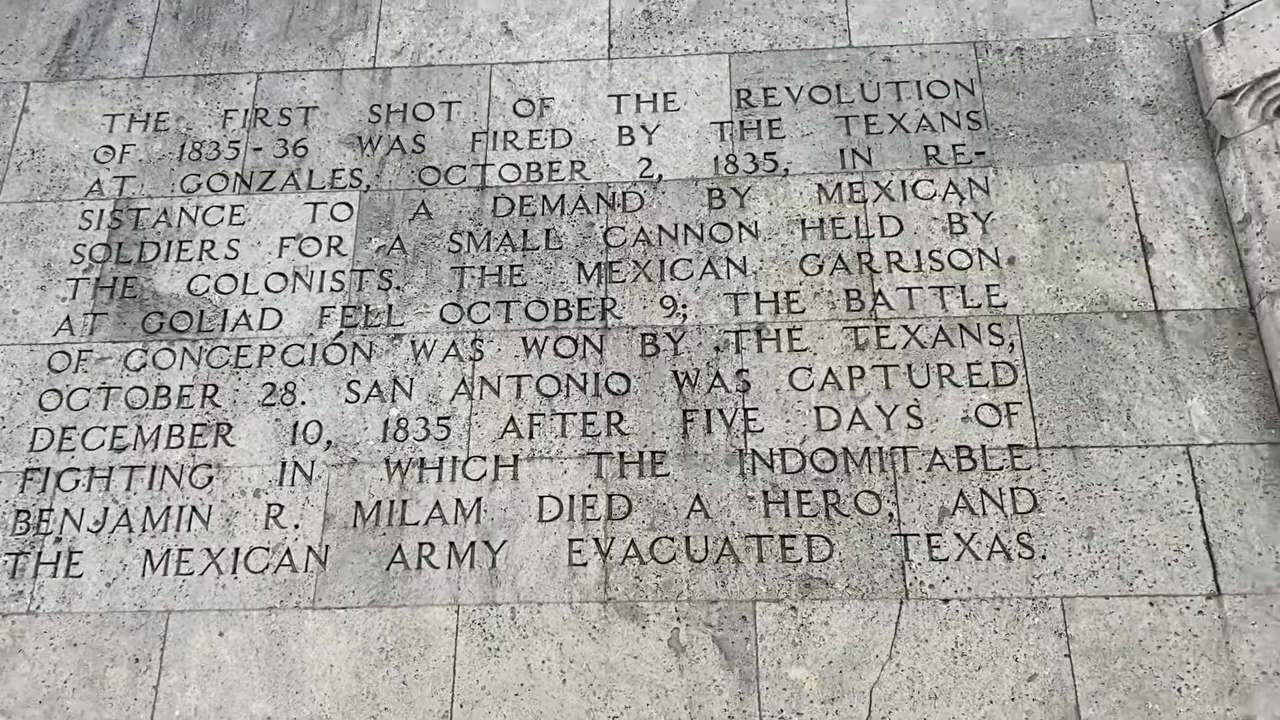 THE FIRST SHOT OF THE REVOLUTION
OF 1835-36 WAS FIRED BY THE TEXANS
AT GONZALES, OCTOBER 2, 1835, IN RE-
SISTANCE TO A DEMAND BY MEXICAN
SOLDIERS FOR A SMALL CANNON HELD BY
THE COLONISTS. THE MEXICAN GARRISON
AT GOLIAD FELL OCTOBER 9; THE BATTLE
OF CONCEPCIÓN WAS WON BY THE TEXANS,
OCTOBER 28. SAN ANTONIO WAS CAPTURED
DECEMBER 10, 1835 AFTER FIVE DAYS OF
FIGHTING IN WHICH THE INDOMITABLE
BENJAMIN R. MILAM DIED A HERO, AND
THE MEXICAN ARMY EVACUATED TEXAS.